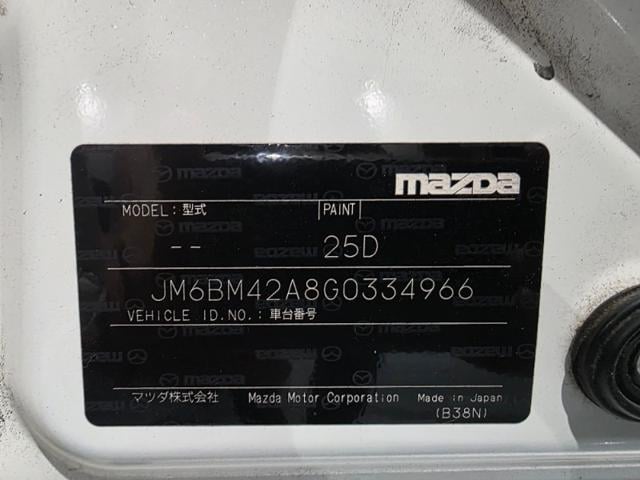 mazda
MODEL:型式 PAINT
-- 25D
JM6BM42A8G0334966
VEHICLE ID.NO.:車台番号
マツダ株式会社 Mazda Motor Corporation Made in Japan
(B38N)